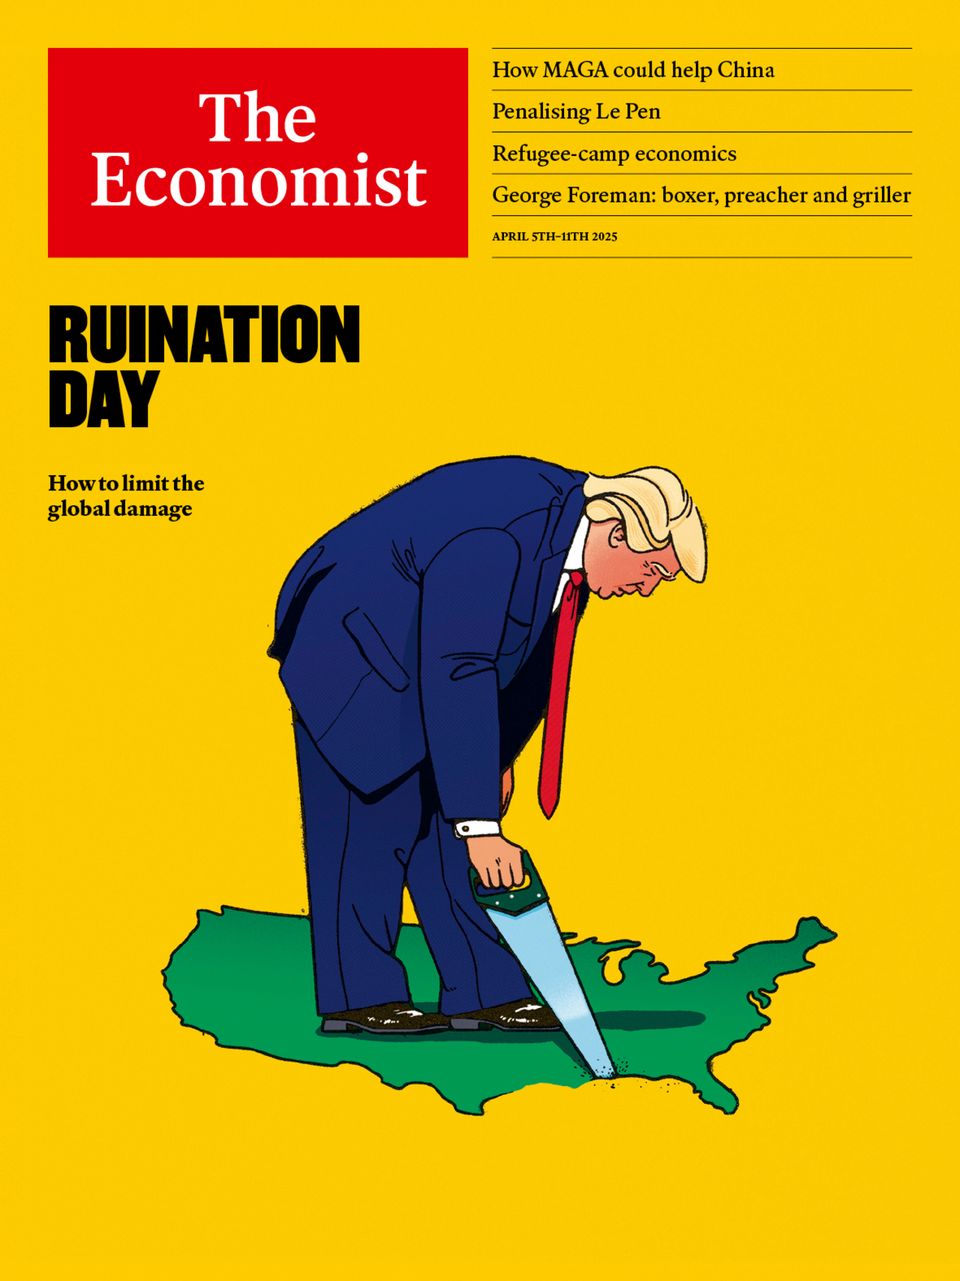 The
Economist
How MAGA could help China
Penalising Le Pen
Refugee-camp economics
George Foreman: boxer, preacher and griller
APRIL 5TH–11TH 2025
RUINATION
DAY
How to limit the
global damage